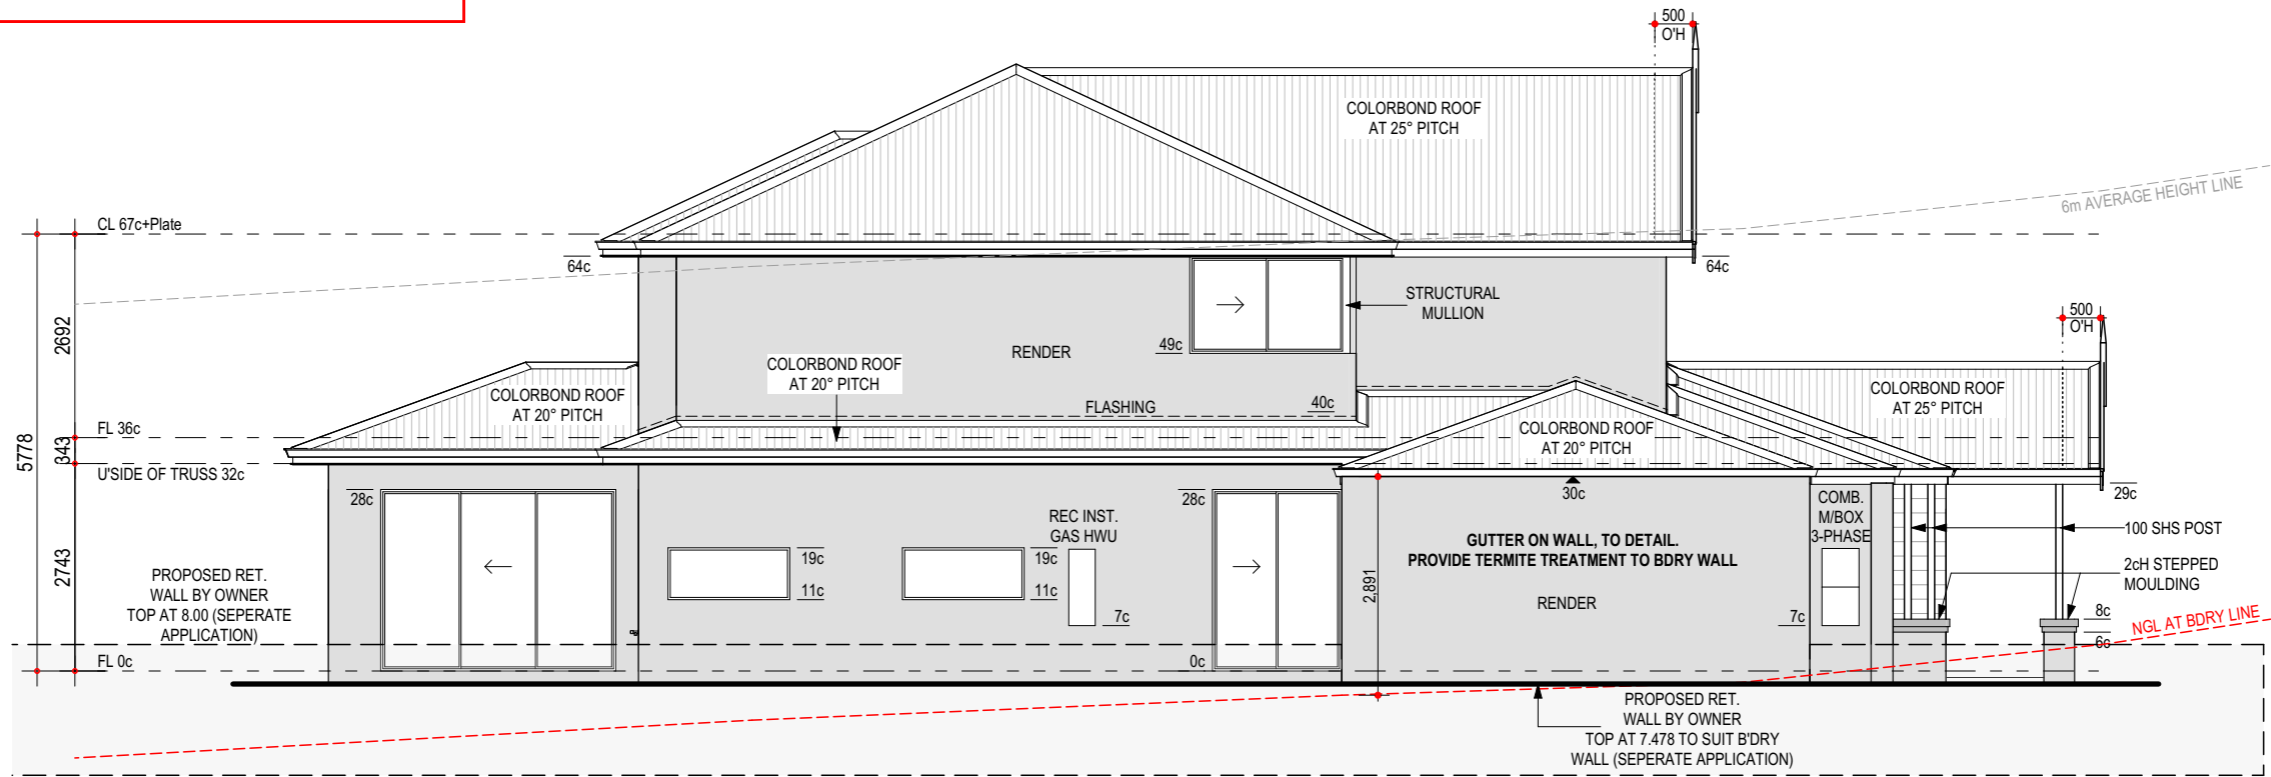 500
O'H
COLORBOND ROOF
AT 25° PITCH
6m AVERAGE HEIGHT LINE
CL 67c+Plate
64c
64c
STRUCTURAL
MULLION
500
O'H
2692
RENDER
49c
COLORBOND ROOF
AT 20° PITCH
COLORBOND ROOF
AT 20° PITCH
COLORBOND ROOF
AT 25° PITCH
FLASHING
40c
FL 36c
COLORBOND ROOF
AT 20° PITCH
5778
343
U'SIDE OF TRUSS 32c
28c
28c
30c
29c
REC INST.
GAS HWU
COMB.
M/BOX
3-PHASE
100 SHS POST
GUTTER ON WALL, TO DETAIL.
PROVIDE TERMITE TREATMENT TO BDRY WALL
19c
19c
2743
2,891
2cH STEPPED
MOULDING
PROPOSED RET.
WALL BY OWNER
TOP AT 8.00 (SEPERATE
APPLICATION)
11c
11c
RENDER
7c
7c
8c
NGL AT BDRY LINE
6c
FL 0c
0c
PROPOSED RET.
WALL BY OWNER
TOP AT 7.478 TO SUIT B'DRY
WALL (SEPERATE APPLICATION)